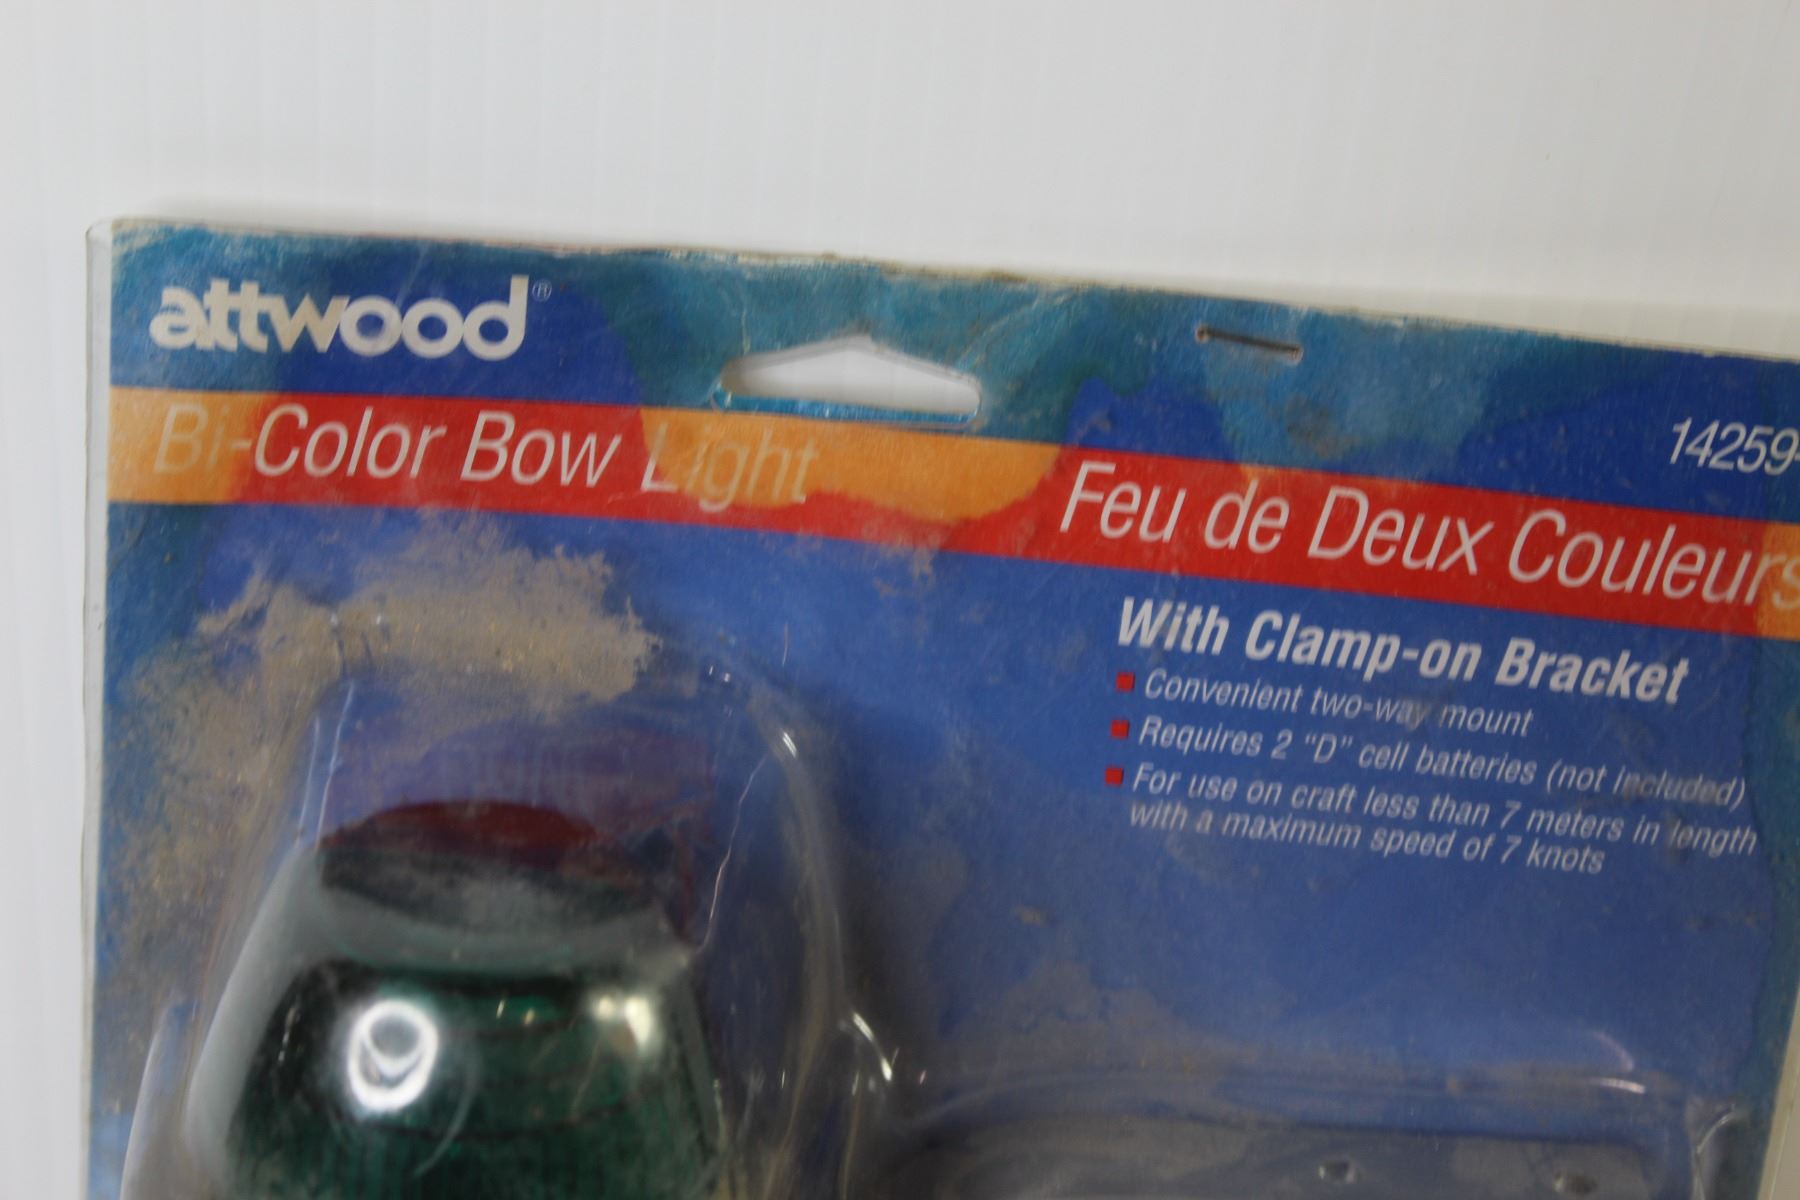 attwood®
14259-
Bi-Color Bow Light
Feu de Deux Couleurs
With Clamp-on Bracket
Convenient two-way mount
Requires 2 "D" cell batteries (not included)
For use on craft less than 7 meters in length
with a maximum speed of 7 knots